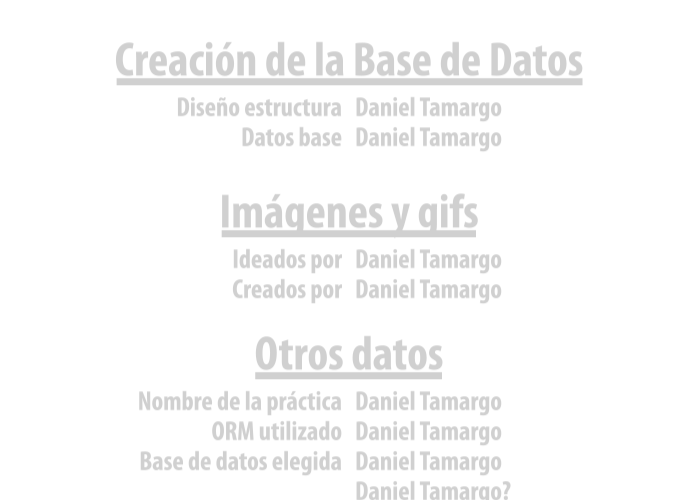 Creación de la Base de Datos
Diseño estructura Daniel Tamargo
Datos base Daniel Tamargo
Imágenes y gifs
Ideados por Daniel Tamargo
Creados por Daniel Tamargo
Otros datos
Nombre de la práctica Daniel Tamargo
ORM utilizado Daniel Tamargo
Base de datos elegida Daniel Tamargo
Daniel Tamargo?